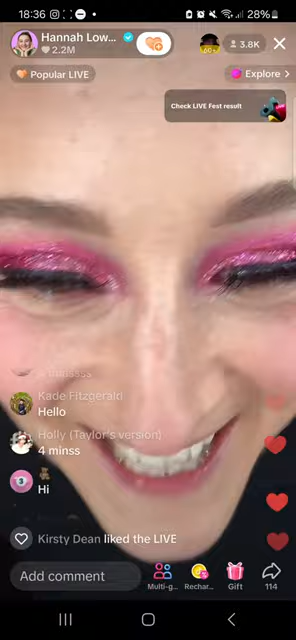 18:36
28%
Hannah Low...
2.2M
3.8K
Popular LIVE
Explore
Check LIVE Fest result
Kade Fitzgerald
Hello
Holly (Taylor's version)
4 minss
3
Hi
Kirsty Dean liked the LIVE
Add comment
Multi-g...
Rechar...
Gift
114